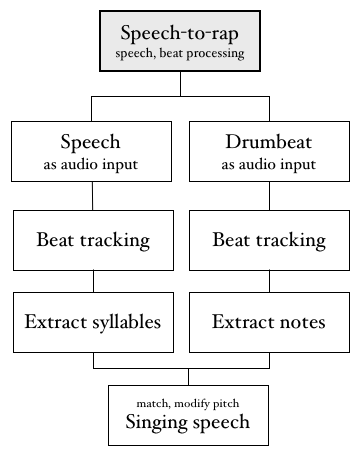 Speech-to-rap
speech, beat processing
Speech
as audio input
Drumbeat
as audio input
Beat tracking
Beat tracking
Extract syllables
Extract notes
match, modify pitch
Singing speech